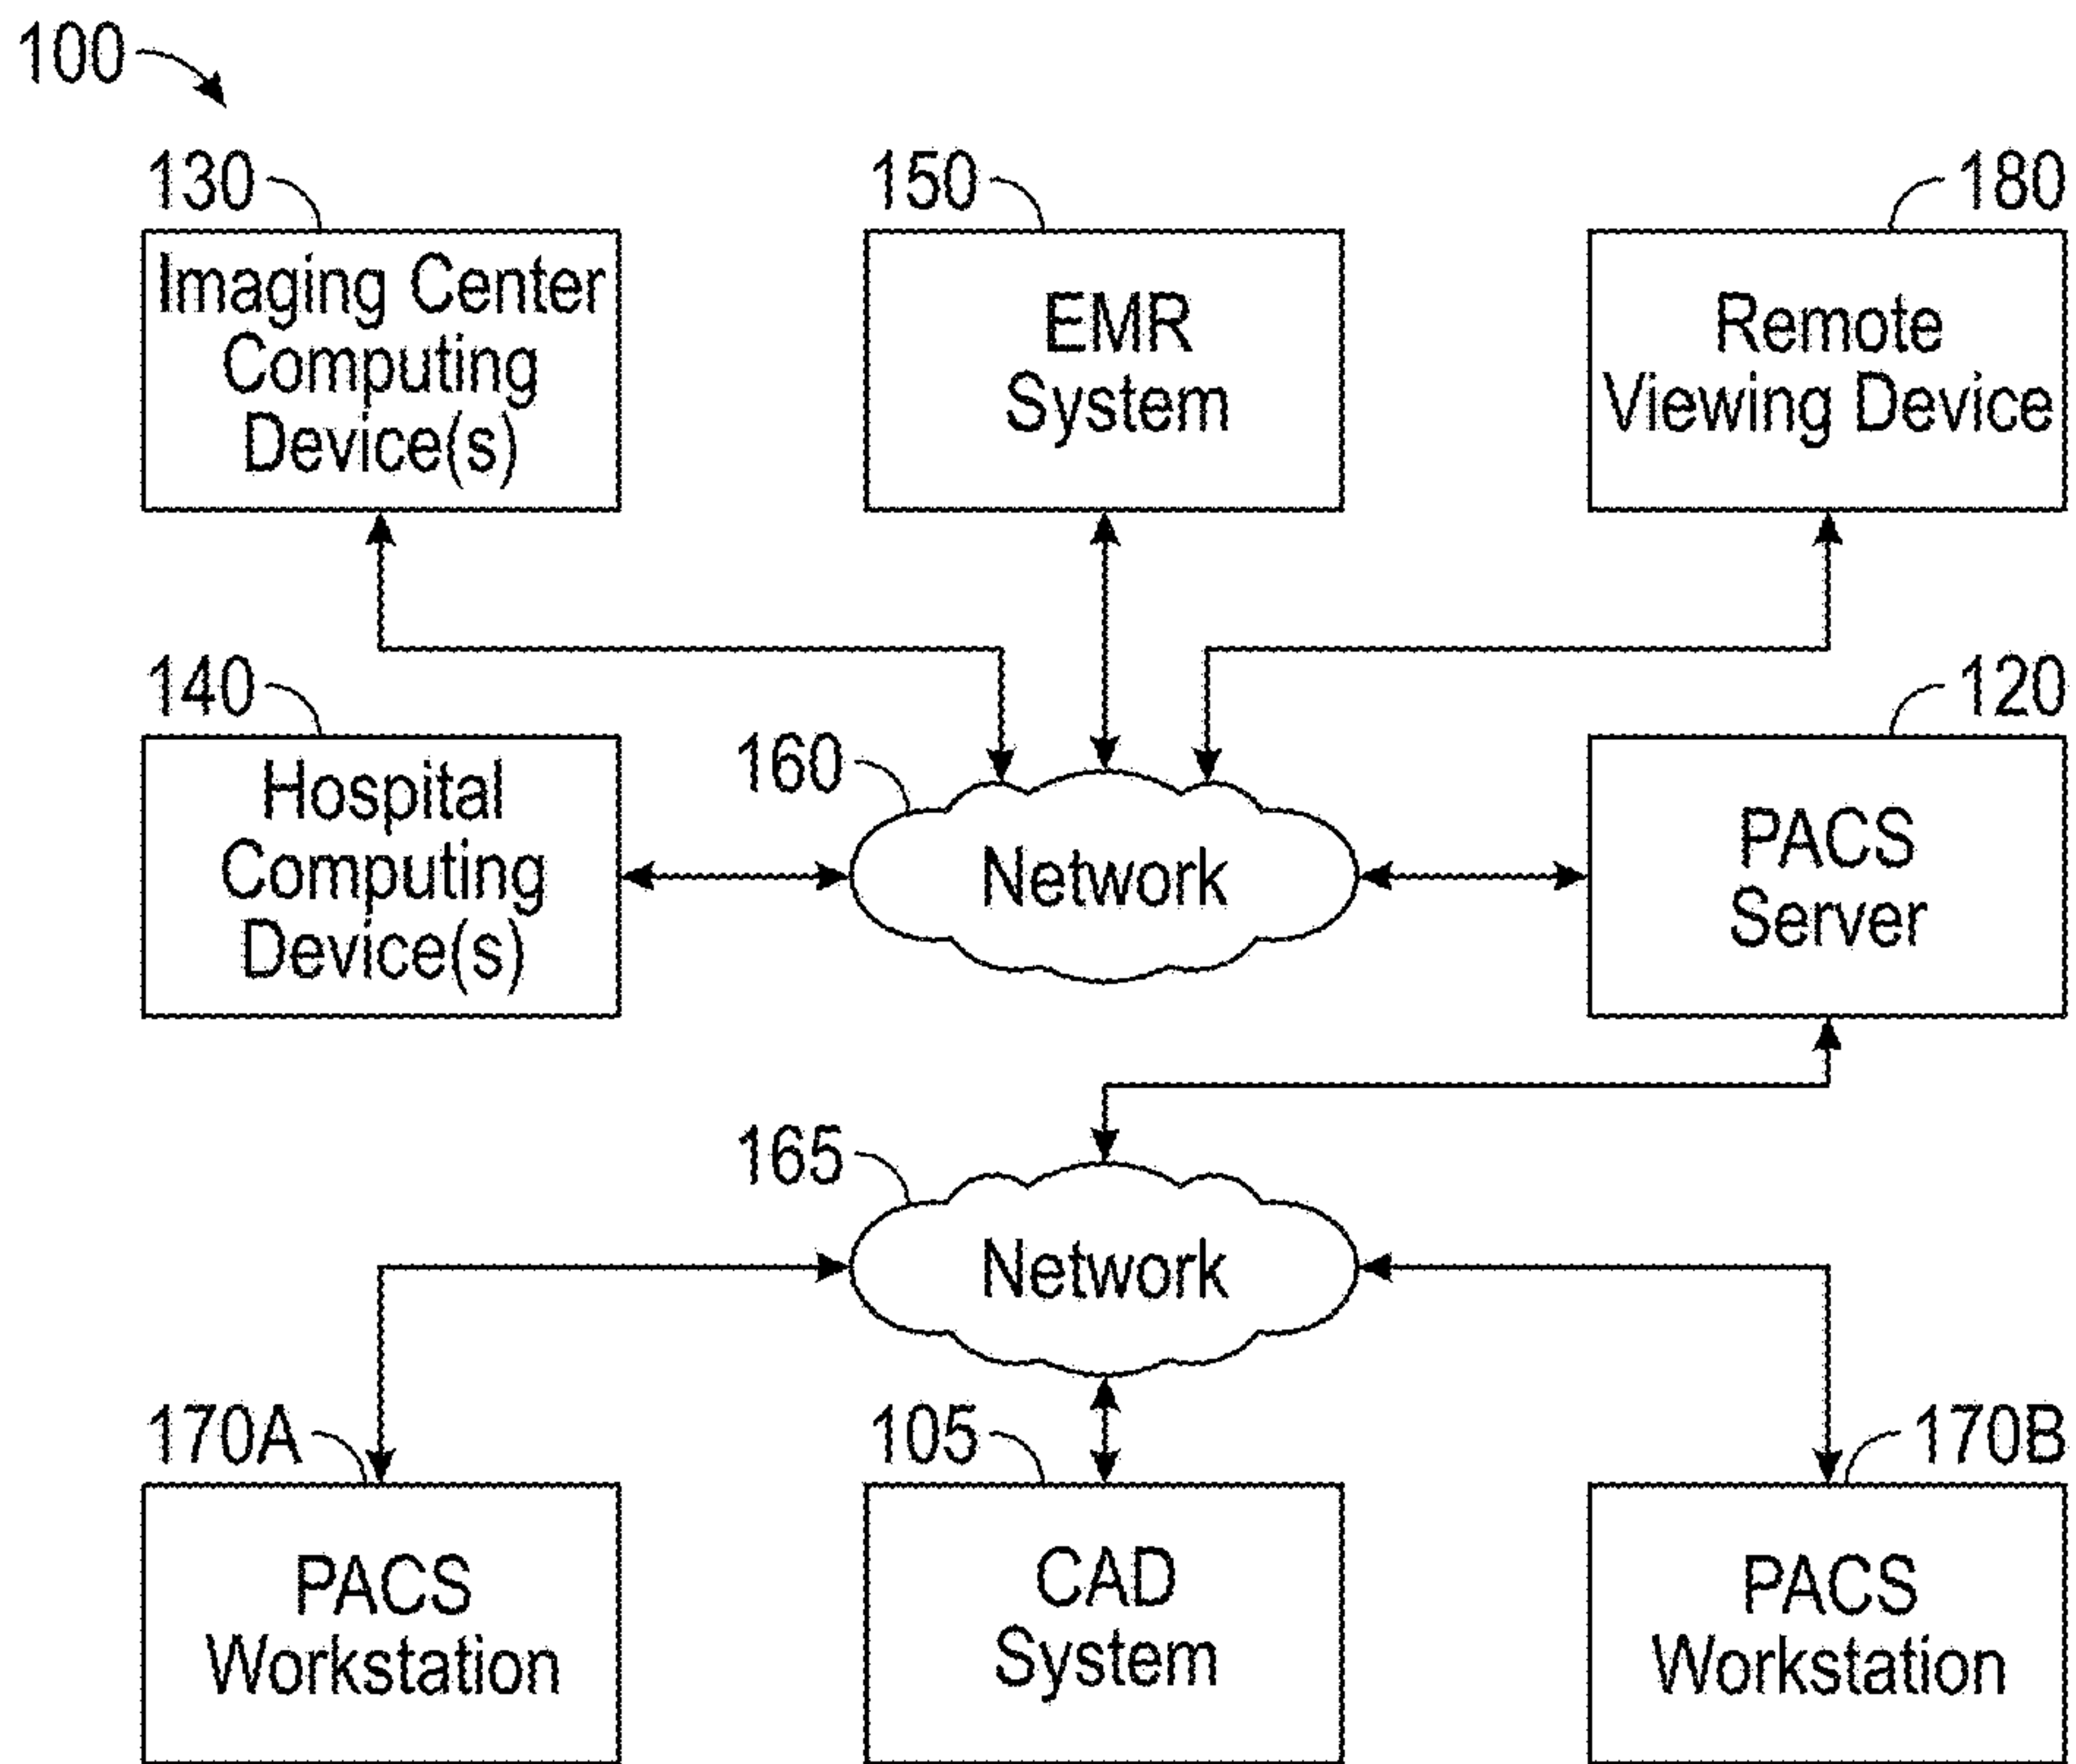 100
130
Imaging Center
Computing
Device(s)
150
EMR
System
180
Remote
Viewing Device
140
Hospital
Computing
Device(s)
160
Network
120
PACS
Server
165
Network
170A
PACS
Workstation
105
CAD
System
170B
PACS
Workstation